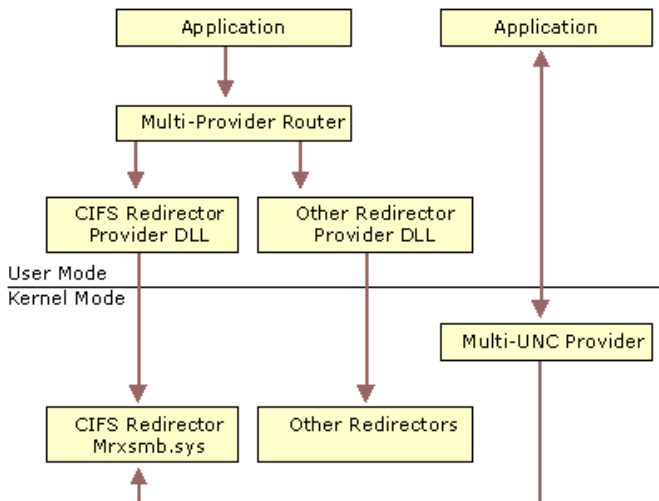 Application
Application
Multi-Provider Router
CIFS Redirector
Provider DLL
Other Redirector
Provider DLL
User Mode
Kernel Mode
Multi-UNC Provider
CIFS Redirector
Mrxsmb.sys
Other Redirectors